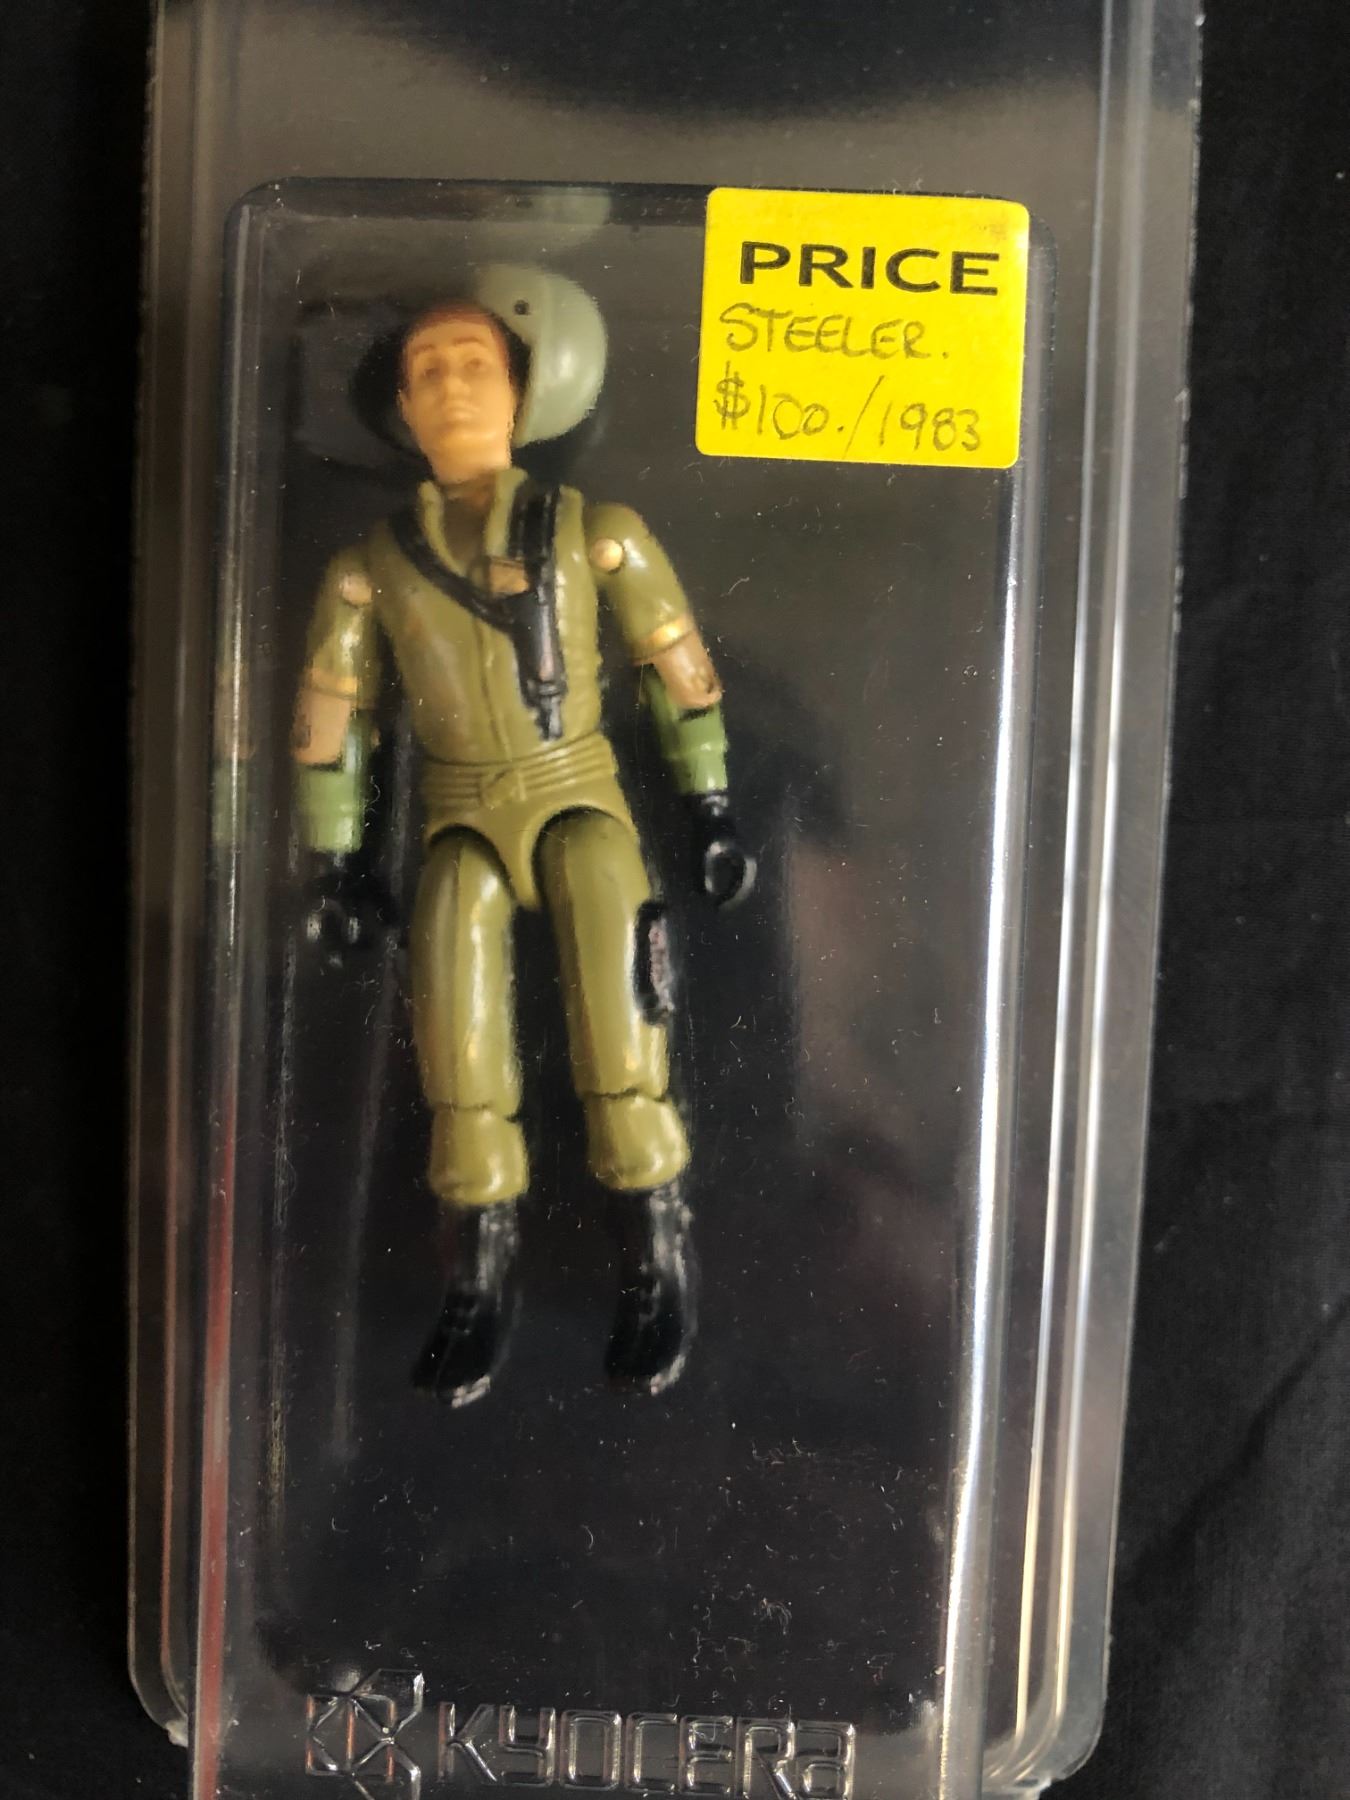 PRICE
STEELER.
$100./1983
KYOCERA